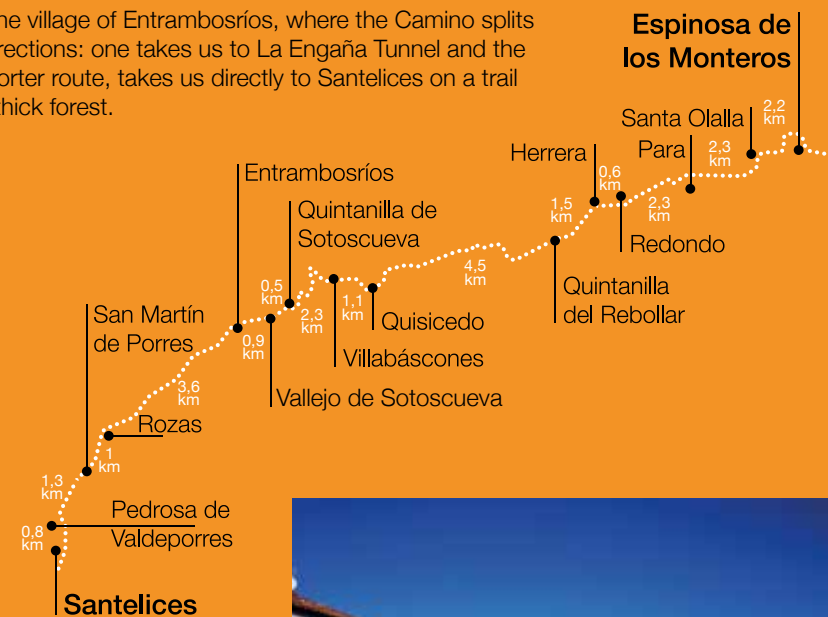 he village of Entrambosríos, where the Camino splits
rections: one takes us to La Engaña Tunnel and the
orter route, takes us directly to Santelices on a trail
thick forest.
Espinosa de
los Monteros
2,2
km
Santa Olalla
2,3
km
Para
2,3
km
Redondo
0,6
km
Herrera
1,5
km
Quintanilla
del Rebollar
4,5
km
Quisicedo
1,1
km
Villabáscones
2,3
km
Quintanilla de
Sotoscueva
0,5
km
Vallejo de Sotoscueva
0,9
km
Entrambosríos
3,6
km
Rozas
1
km
San Martín
de Porres
1,3
km
Pedrosa de
Valdeporres
0,8
km
Santelices